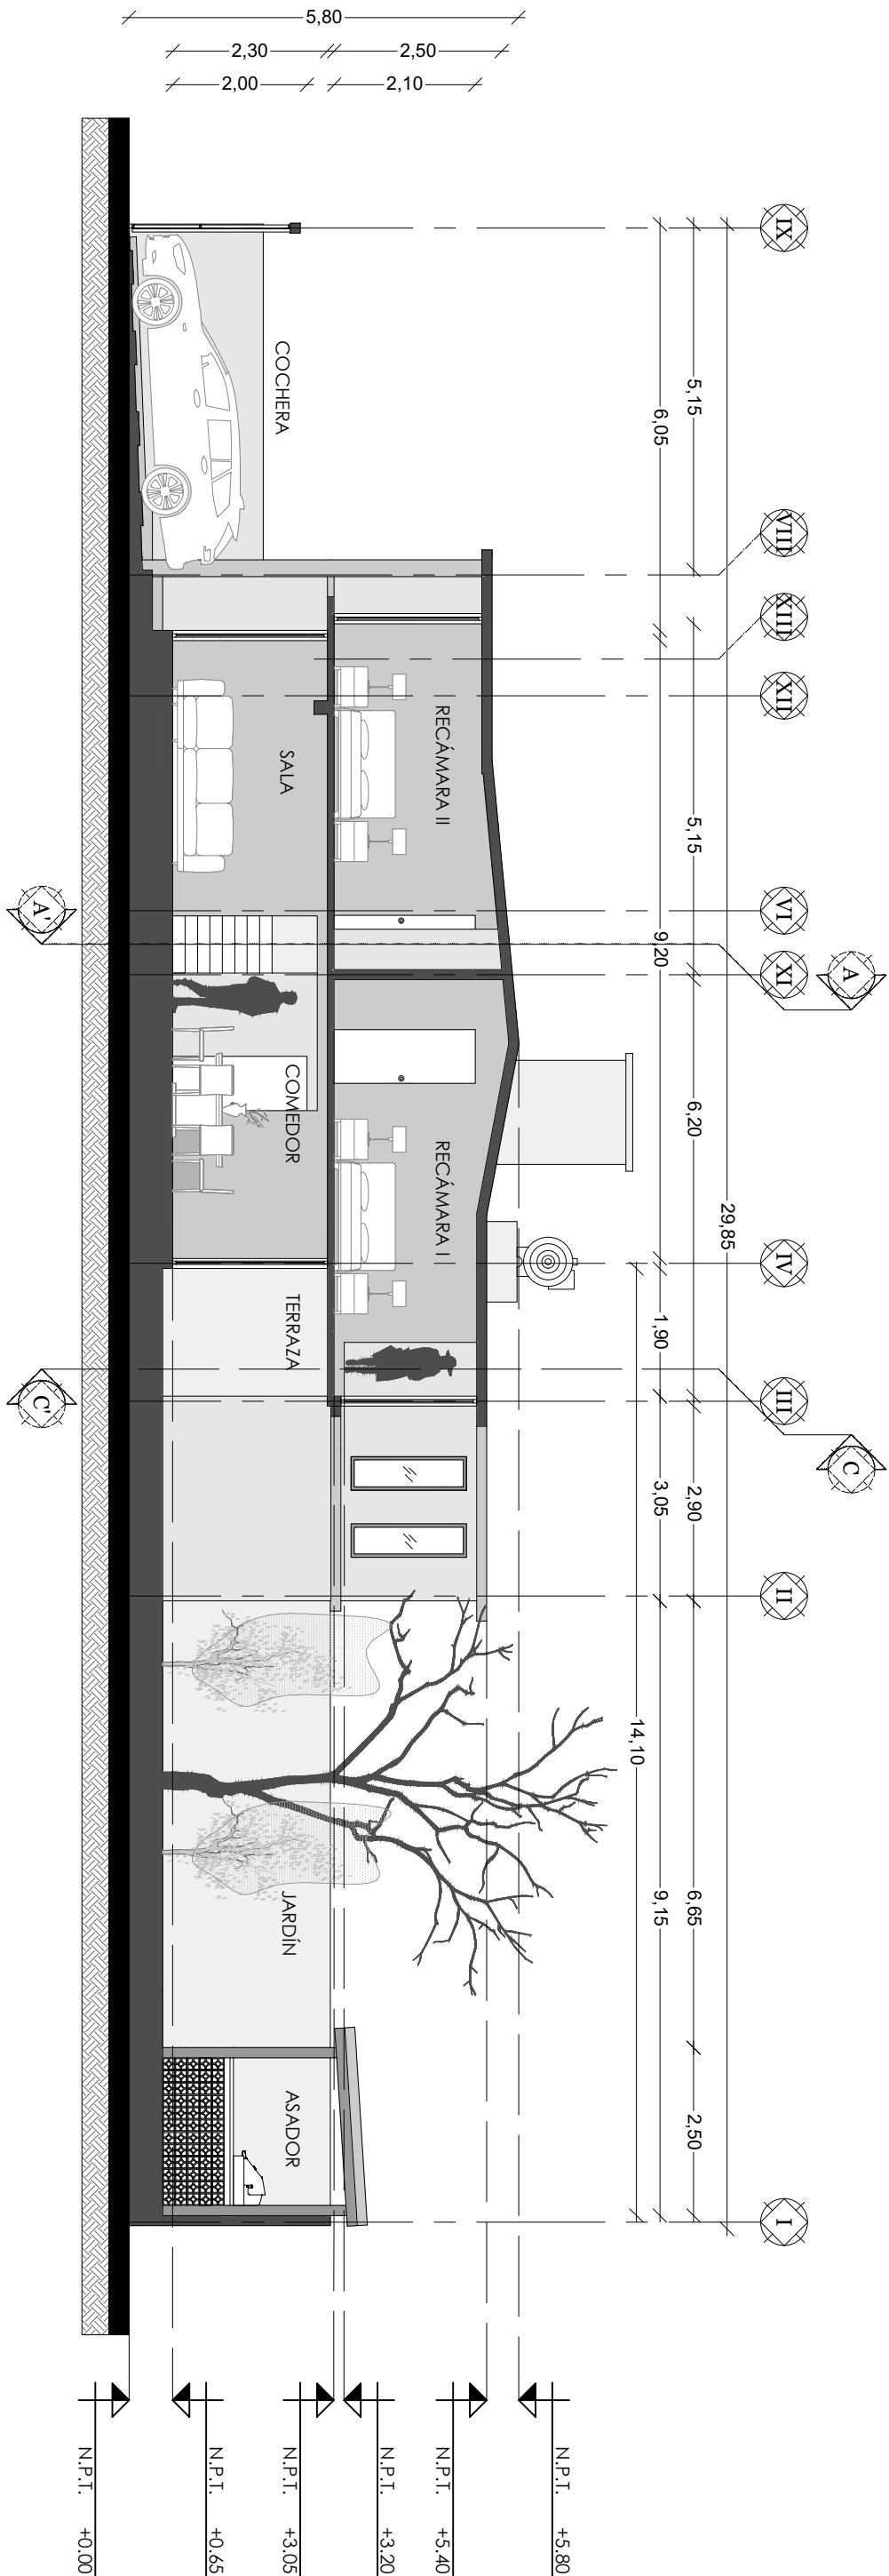 IX
VIII
XIII
XII
VI
XI
A
IV
III
C
II
I
29,85
5,15
5,15
6,20
2,90
6,65
2,50
6,05
9,20
1,90
3,05
9,15
14,10
5,80
2,30
2,50
2,00
2,10
COCHERA
RECÁMARA II
RECÁMARA I
SALA
COMEDOR
TERRAZA
JARDÍN
ASADOR
A'
C'
N.P.T. +5.80
N.P.T. +5.40
N.P.T. +3.20
N.P.T. +3.05
N.P.T. +0.65
N.P.T. +0.00